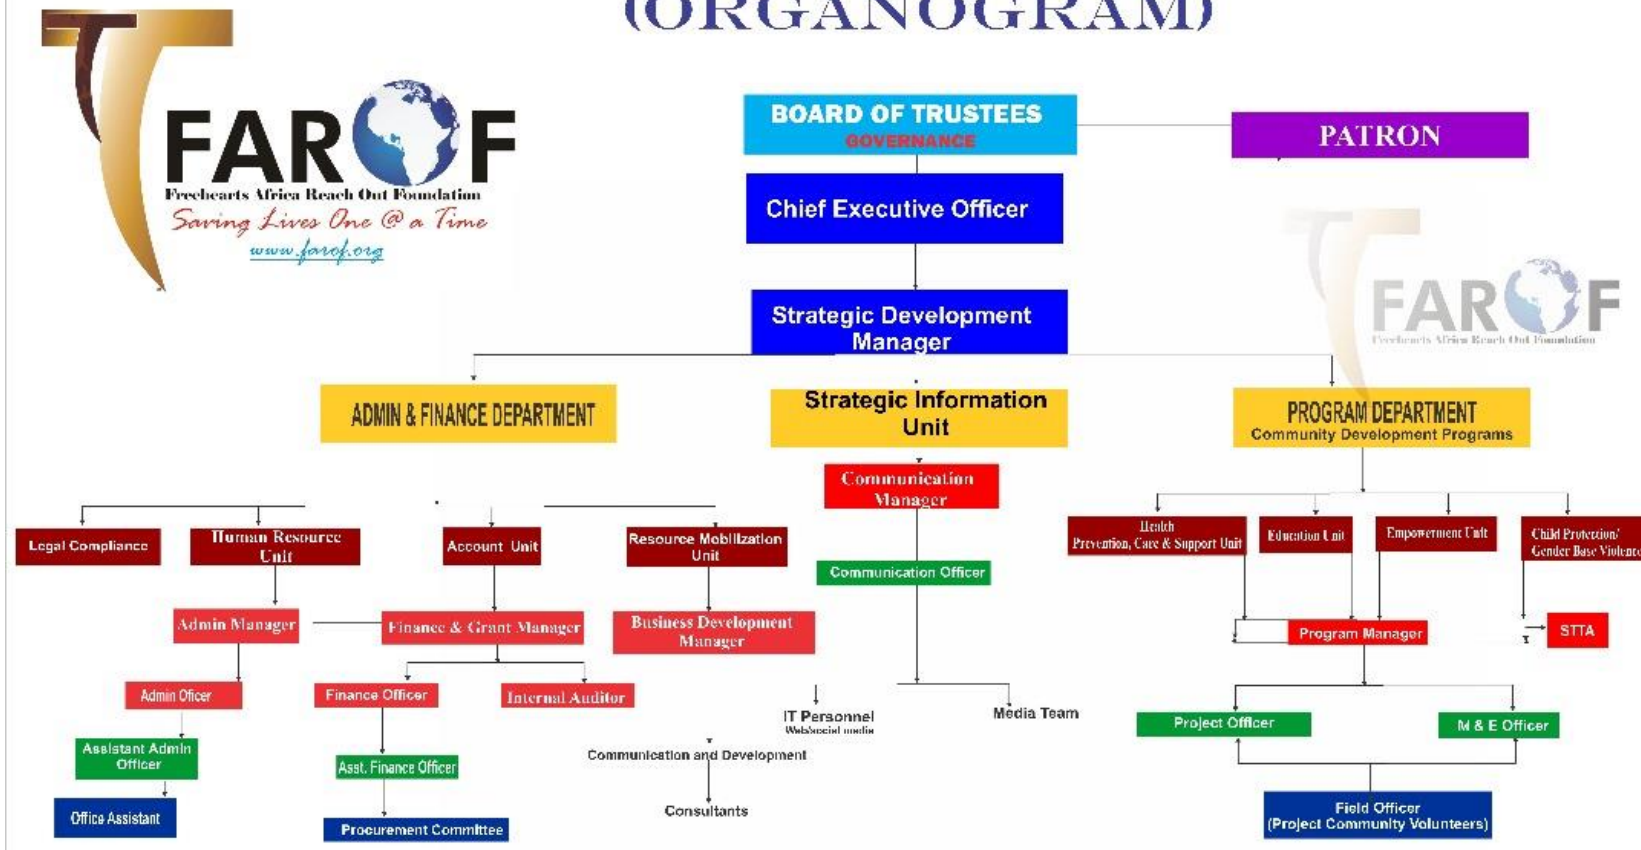 (ORGANOGRAM)
FAROF
Freehearts Africa Reach Out Foundation
Saving Lives One @ a Time
www.farof.org
BOARD OF TRUSTEES
GOVERNANCE
PATRON
Chief Executive Officer
FAROF
Freehearts Africa Reach Out Foundation
Strategic Development
Manager
ADMIN & FINANCE DEPARTMENT
Strategic Information
Unit
PROGRAM DEPARTMENT
Community Development Programs
Communication
Manager
Legal Compliance
Human Resource
Unit
Account Unit
Resource Mobilization
Unit
Health
Prevention, Care & Support Unit
Education Unit
Empowerment Unit
Child Protection/
Gender Base Violence
Communication Officer
Admin Manager
Finance & Grant Manager
Business Development
Manager
Program Manager
STTA
Admin Oficer
Finance Officer
Internal Auditor
IT Personnel
Web/social media
Media Team
Project Officer
M & E Officer
Assistant Admin
Officer
Asst. Finance Officer
Communication and Development
Office Assistant
Procurement Committee
Consultants
Field Officer
(Project Community Volunteers)